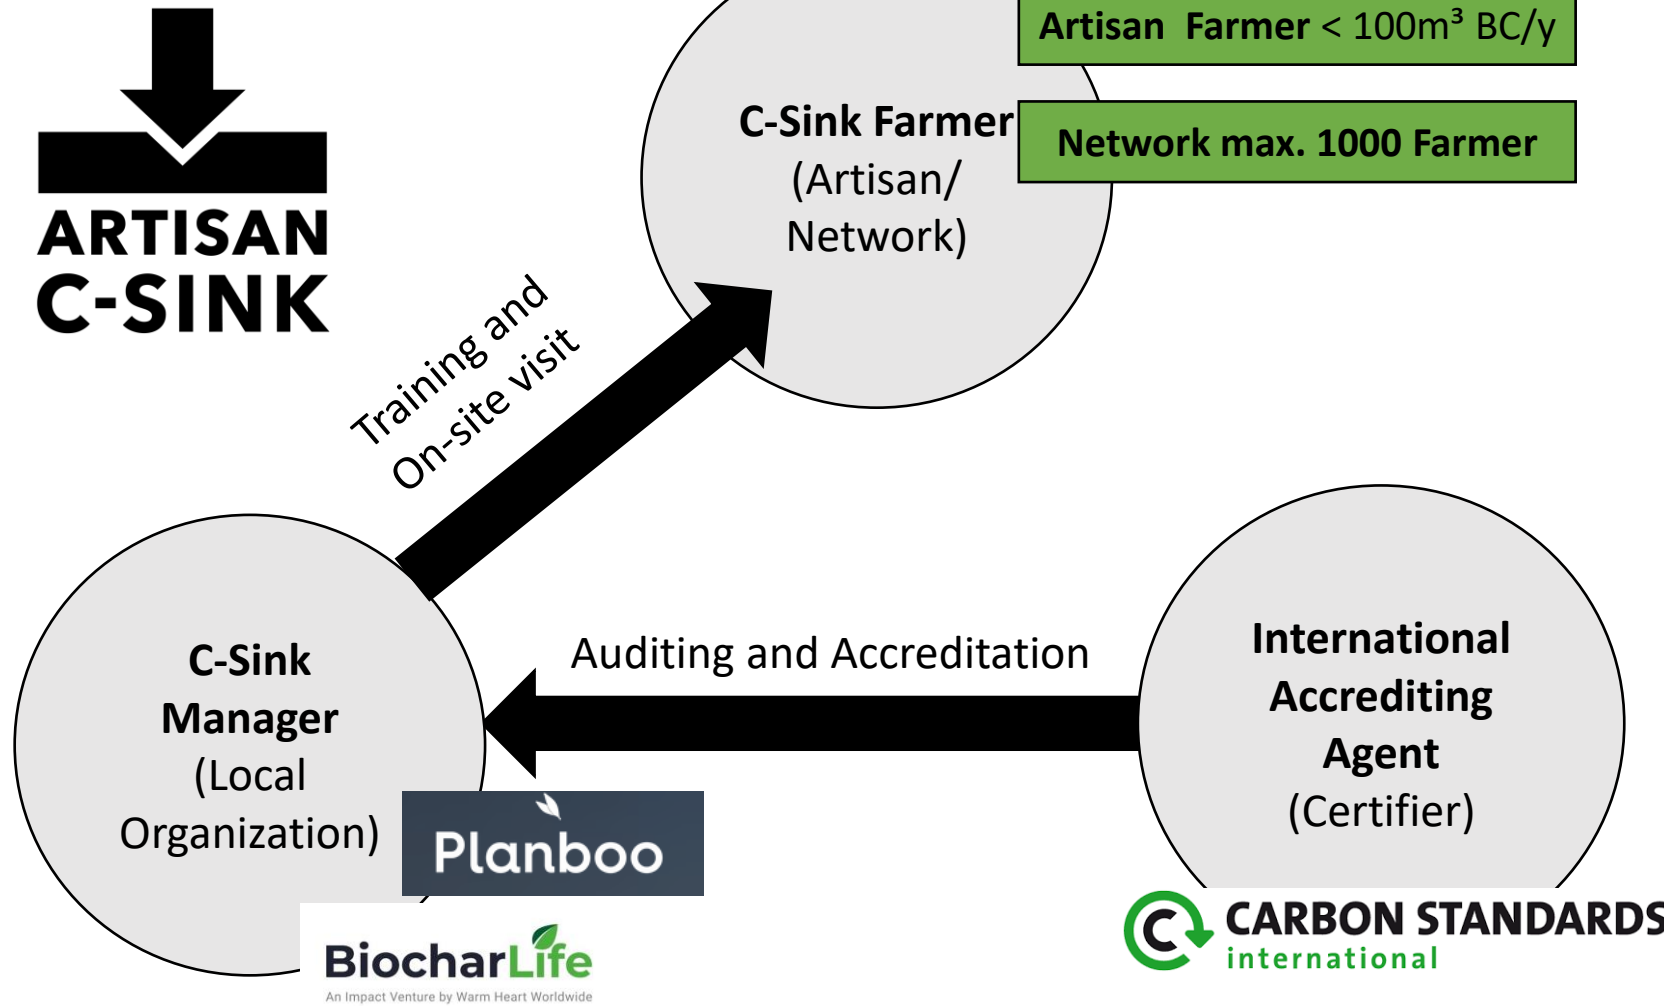 ARTISAN
C-SINK
Artisan Farmer < 100m³ BC/y
Network max. 1000 Farmer
C-Sink Farmer
(Artisan/
Network)
Training and
On-site visit
C-Sink
Manager
(Local
Organization)
Planboo
BiocharLife
An Impact Venture by Warm Heart Worldwide
Auditing and Accreditation
International
Accrediting
Agent
(Certifier)
CARBON STANDARDS
international